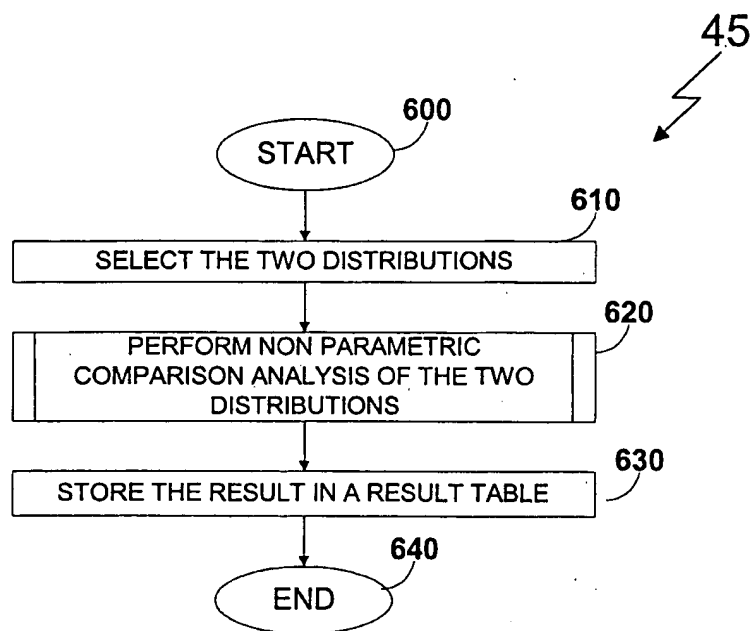 45
600
START
610
SELECT THE TWO DISTRIBUTIONS
620
PERFORM NON PARAMETRIC
COMPARISON ANALYSIS OF THE TWO
DISTRIBUTIONS
630
STORE THE RESULT IN A RESULT TABLE
640
END